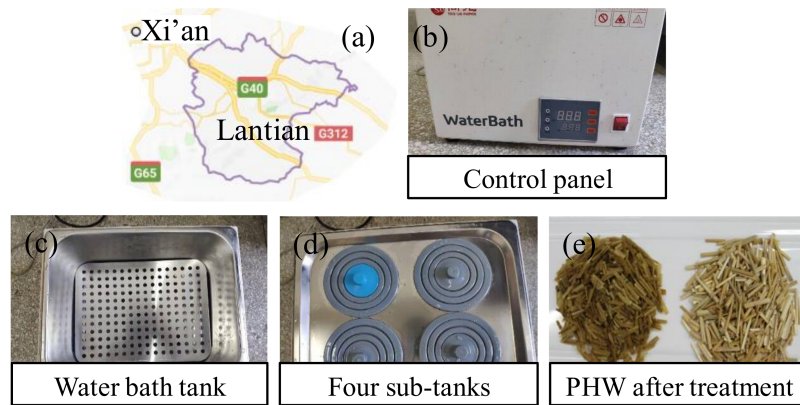 Xi'an
(a)
G40
Lantian
G312
G65
(b)
WaterBath
Control panel
(c)
Water bath tank
(d)
Four sub-tanks
(e)
PHW after treatment